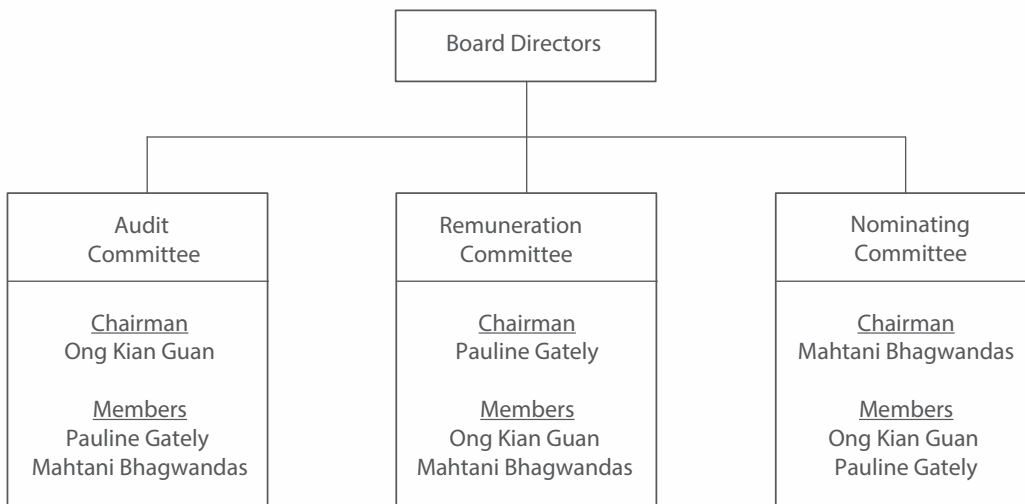 Board Directors
Audit
Committee
Chairman
Ong Kian Guan
Members
Pauline Gately
Mahtani Bhagwandas
Remuneration
Committee
Chairman
Pauline Gately
Members
Ong Kian Guan
Mahtani Bhagwandas
Nominating
Committee
Chairman
Mahtani Bhagwandas
Members
Ong Kian Guan
Pauline Gately